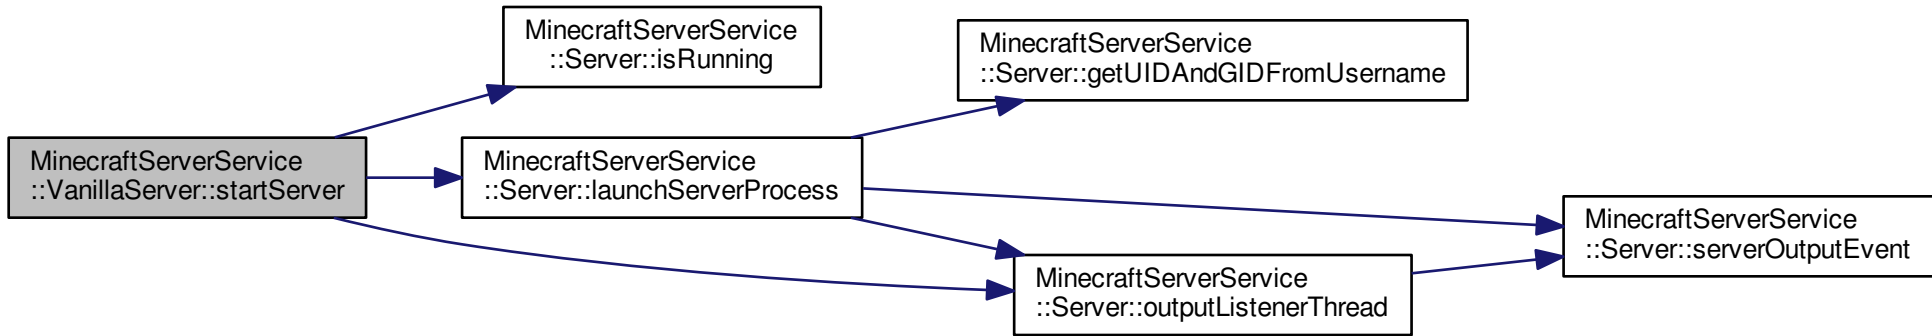 MinecraftServerService
::VanillaServer::startServer
MinecraftServerService
::Server::isRunning
MinecraftServerService
::Server::launchServerProcess
MinecraftServerService
::Server::getUIDAndGIDFromUsername
MinecraftServerService
::Server::outputListenerThread
MinecraftServerService
::Server::serverOutputEvent